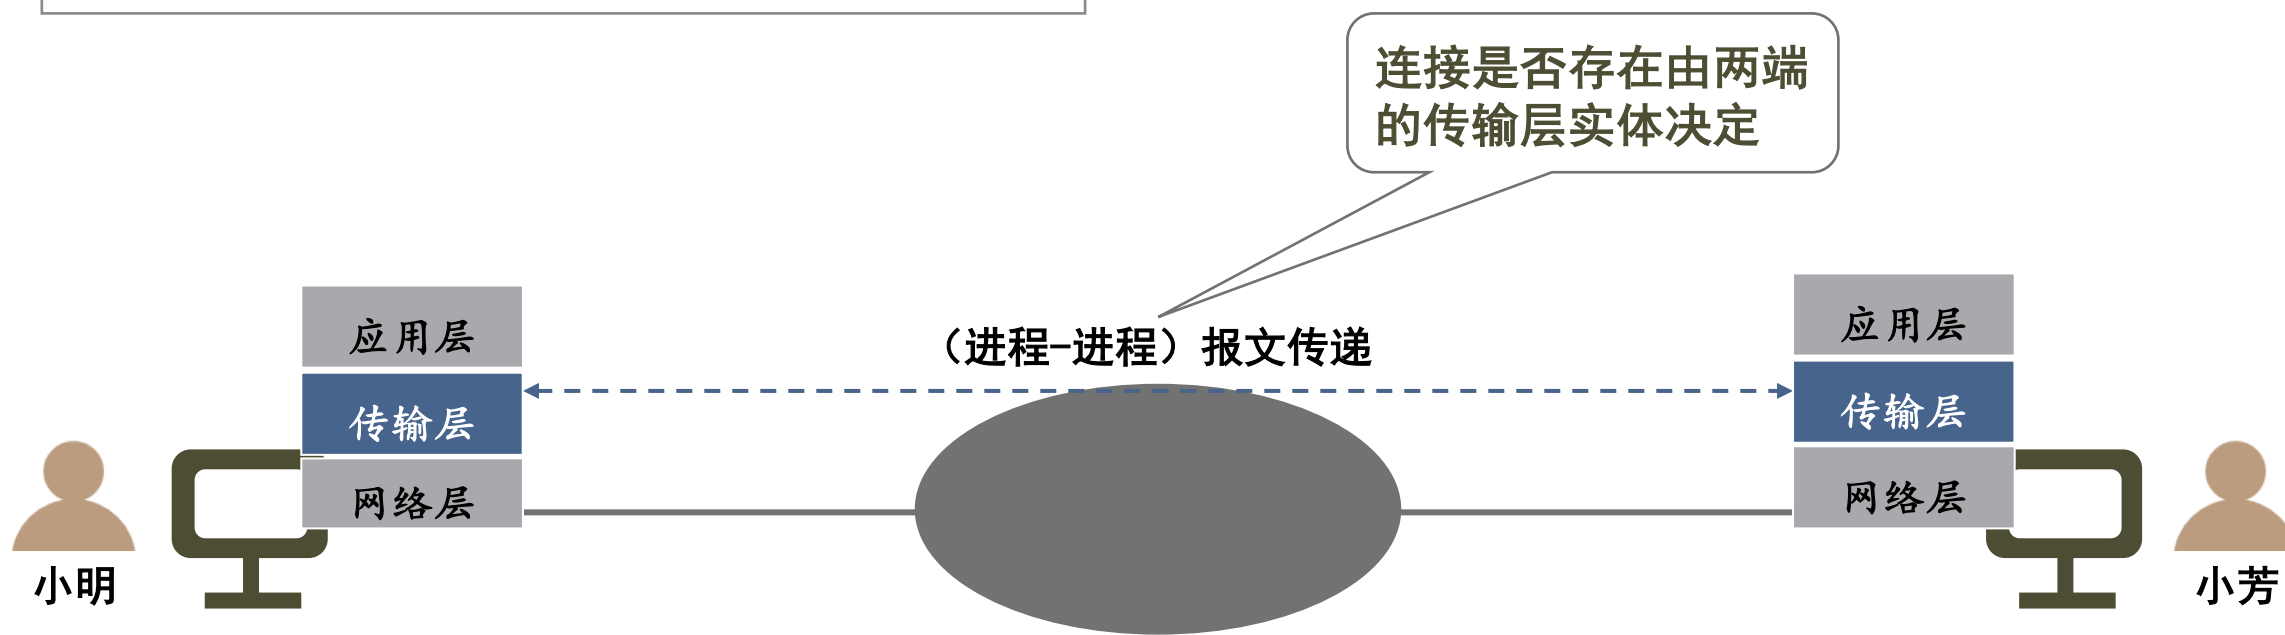 连接是否存在由两端
的传输层实体决定
（进程-进程）报文传递
应用层
传输层
网络层
小明
应用层
传输层
网络层
小芳